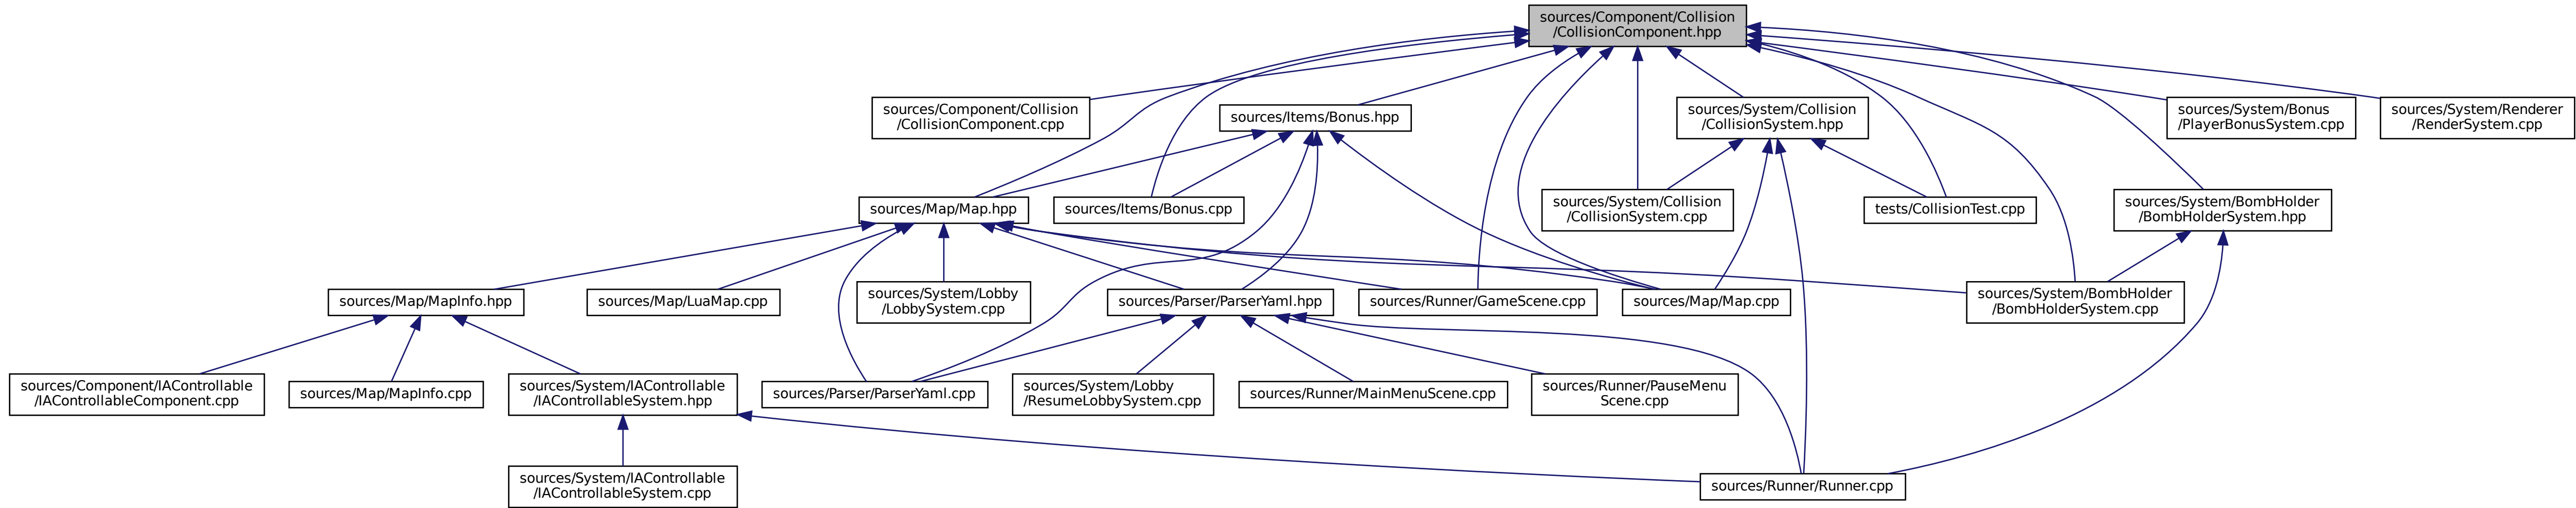 sources/Component/Collision
/CollisionComponent.hpp
sources/Component/Collision
/CollisionComponent.cpp
sources/Items/Bonus.hpp
sources/System/Collision
/CollisionSystem.hpp
sources/System/Bonus
/PlayerBonusSystem.cpp
sources/System/Renderer
/RenderSystem.cpp
sources/Map/Map.hpp
sources/Items/Bonus.cpp
sources/System/Collision
/CollisionSystem.cpp
tests/CollisionTest.cpp
sources/System/BombHolder
/BombHolderSystem.hpp
sources/Map/MapInfo.hpp
sources/Map/LuaMap.cpp
sources/System/Lobby
/LobbySystem.cpp
sources/Parser/ParserYaml.hpp
sources/Runner/GameScene.cpp
sources/Map/Map.cpp
sources/System/BombHolder
/BombHolderSystem.cpp
sources/Component/IAControllable
/IAControllableComponent.cpp
sources/Map/MapInfo.cpp
sources/System/IAControllable
/IAControllableSystem.hpp
sources/Parser/ParserYaml.cpp
sources/System/Lobby
/ResumeLobbySystem.cpp
sources/Runner/MainMenuScene.cpp
sources/Runner/PauseMenu
Scene.cpp
sources/System/IAControllable
/IAControllableSystem.cpp
sources/Runner/Runner.cpp